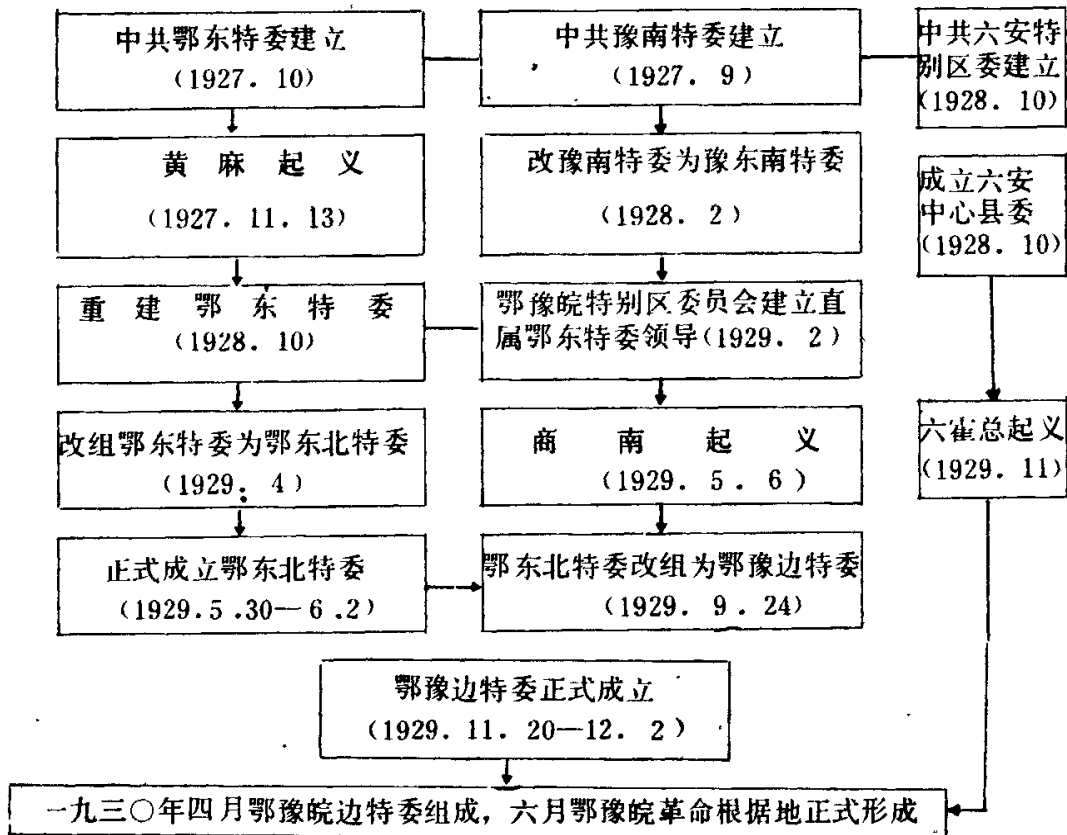 中共鄂东特委建立
（1927．10）
中共豫南特委建立
（1927．9）
中共六安特
别区委建立
（1928．10）
黄麻起义
（1927．11．13）
改豫南特委为豫东南特委
（1928．2）
成立六安
中心县委
（1928．10）
重建鄂东特委
（1928．10）
鄂豫皖特别区委员会建立直
属鄂东特委领导（1929．2）
改组鄂东特委为鄂东北特委
（1929．4）
商南起义
（1929．5．6）
六霍总起义
（1929．11）
正式成立鄂东北特委
（1929.5.30—6.2）
鄂东北特委改组为鄂豫边特委
（1929．9．24）
鄂豫边特委正式成立
（1929．11．20—12．2）
一九三〇年四月鄂豫皖边特委组成，六月鄂豫皖革命根据地正式形成